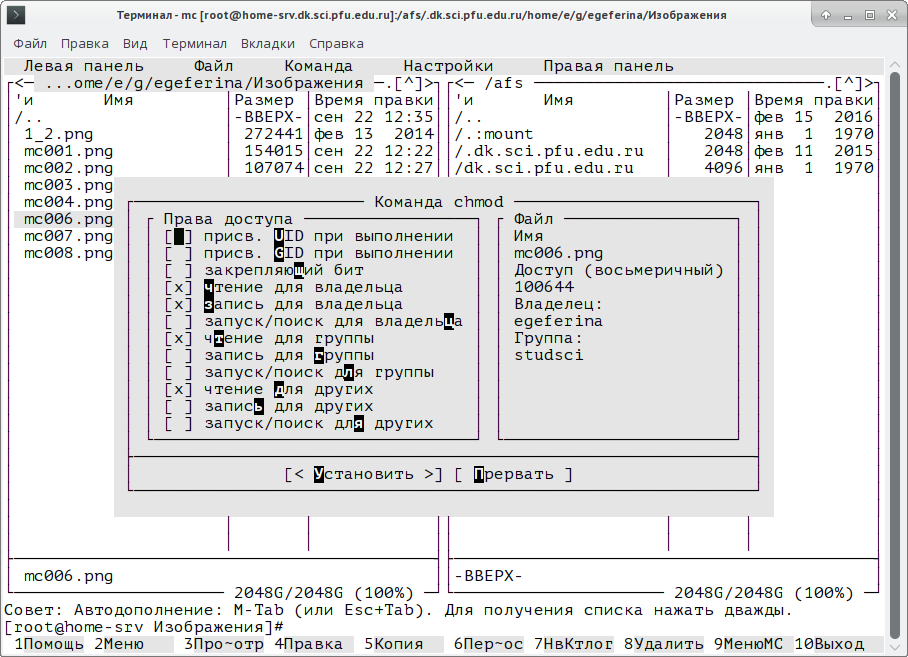 Терминал - mc [root@home-srv.dk.sci.pfu.edu.ru]:/afs/.dk.sci.pfu.edu.ru/home/e/g/egeferina/Изображения
Файл Правка Вид Терминал Вкладки Справка
Левая панель Файл Команда Настройки Правая панель
<─ ...ome/e/g/egeferina/Изображения ─.[^]>
'и Имя Размер Время правки
/.. -ВВЕРХ- сен 22 12:35
1_2.png 272441 фев 13 2014
mc001.png 154015 сен 22 12:22
mc002.png 107074 сен 22 12:27
mc003.png
mc004.png
mc006.png
mc007.png
mc008.png
<─ /afs ─.[^]>
'и Имя Размер Время правки
/.. -ВВЕРХ- фев 15 2016
/.:mount 2048 янв 1 1970
/.dk.sci.pfu.edu.ru 2048 фев 11 2015
/dk.sci.pfu.edu.ru 4096 янв 1 1970
Команда chmod
Права доступа
[ ] присв. UID при выполнении
[ ] присв. GID при выполнении
[ ] закрепляющий бит
[x] чтение для владельца
[x] запись для владельца
[ ] запуск/поиск для владельца
[x] чтение для группы
[ ] запись для группы
[ ] запуск/поиск для группы
[x] чтение для других
[ ] запись для других
[ ] запуск/поиск для других
Файл
Имя
mc006.png
Доступ (восьмеричный)
100644
Владелец:
egeferina
Группа:
studsci
[< Установить >] [ Прервать ]
mc006.png
2048G/2048G (100%)
-ВВЕРХ-
2048G/2048G (100%)
Совет: Автодополнение: M-Tab (или Esc+Tab). Для получения списка нажать дважды.
[root@home-srv Изображения]#
1Помощь 2Меню 3Про~отр 4Правка 5Копия 6Пер~ос 7НвКтлог 8Удалить 9МенюMC 10Выход